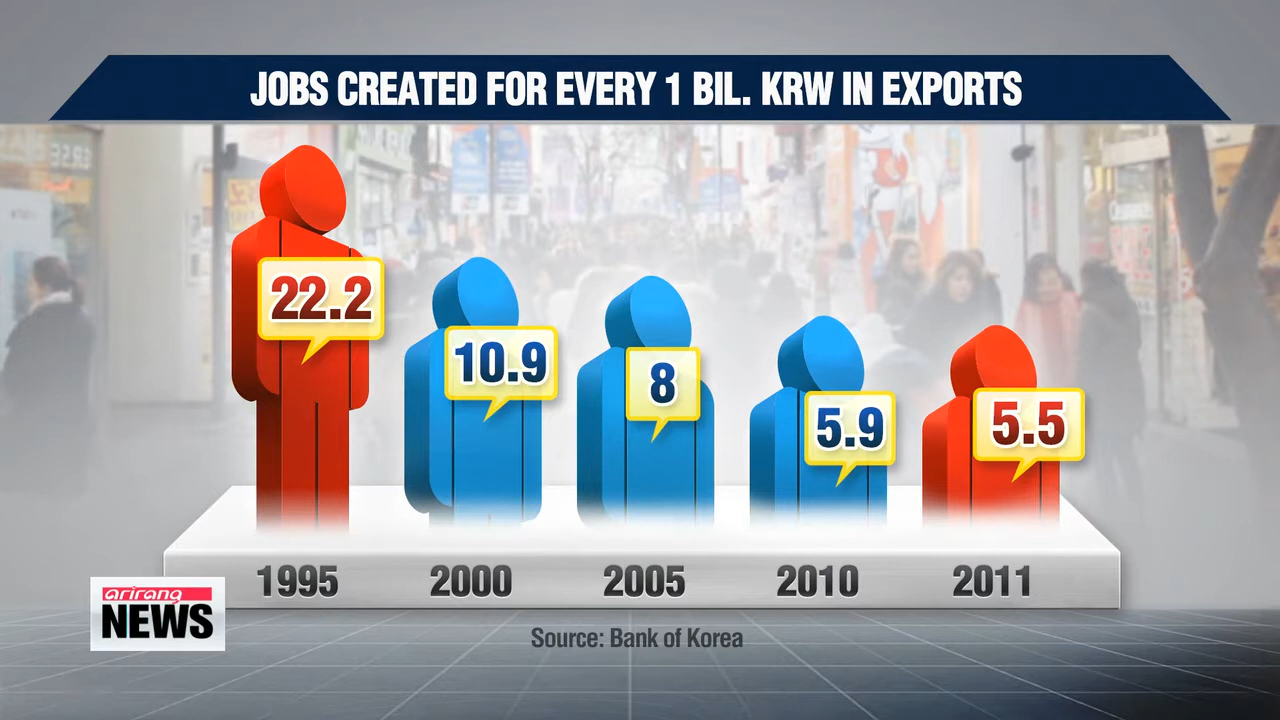 JOBS CREATED FOR EVERY 1 BIL. KRW IN EXPORTS
22.2
10.9
8
5.9
5.5
1995
2000
2005
2010
2011
arirang
NEWS
Source: Bank of Korea